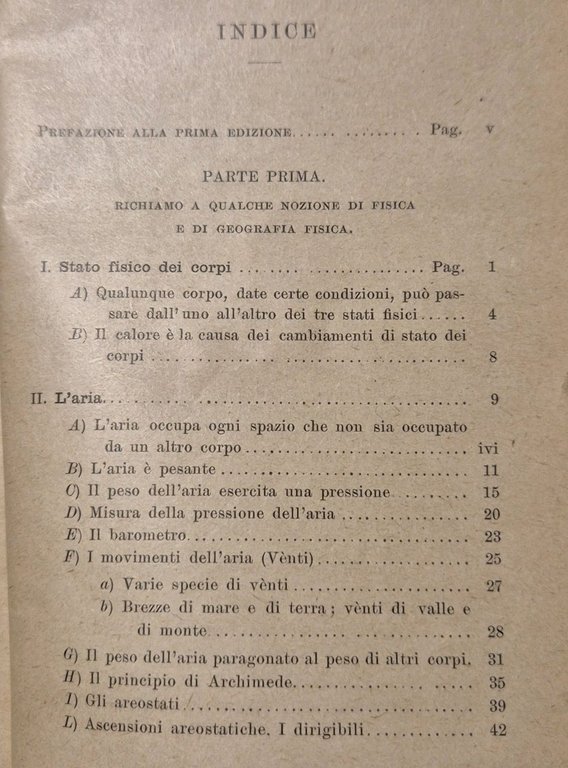 INDICE
PREFAZIONE ALLA PRIMA EDIZIONE...... .......... . Pag. v
PARTE PRIMA.
RICHIAMO A QUALCHE NOZIONE DI FISICA
E DI GEOGRAFIA FISICA.
I. Stato fisico dei corpi ... .................... Pag. 1
A) Qualunque corpo, date certe condizioni, può pas-
sare dall'uno all'altro dei tre stati fisici...... 4
B) Il calore è la causa dei cambiamenti di stato dei
corpi............................................ 8
II. L'aria................................................ 9
A) L'aria occupa ogni spazio che non sia occupato
da un altro corpo............................... ivi
B) L'aria è pesante................................. 11
C) Il peso dell'aria esercita una pressione........... 15
D) Misura della pressione dell'aria................. 20
E) Il barometro...................................... 23
F) I movimenti dell'aria (Vènti)..................... 25
a) Varie specie di vènti......................... 27
b) Brezze di mare e di terra; vènti di valle e
di monte................................... 28
G) Il peso dell'aria paragonato al peso di altri corpi. 31
H) Il principio di Archimede........................ 35
I) Gli areostati..................................... 39
L) Ascensioni areostatiche. I dirigibili.............. 42